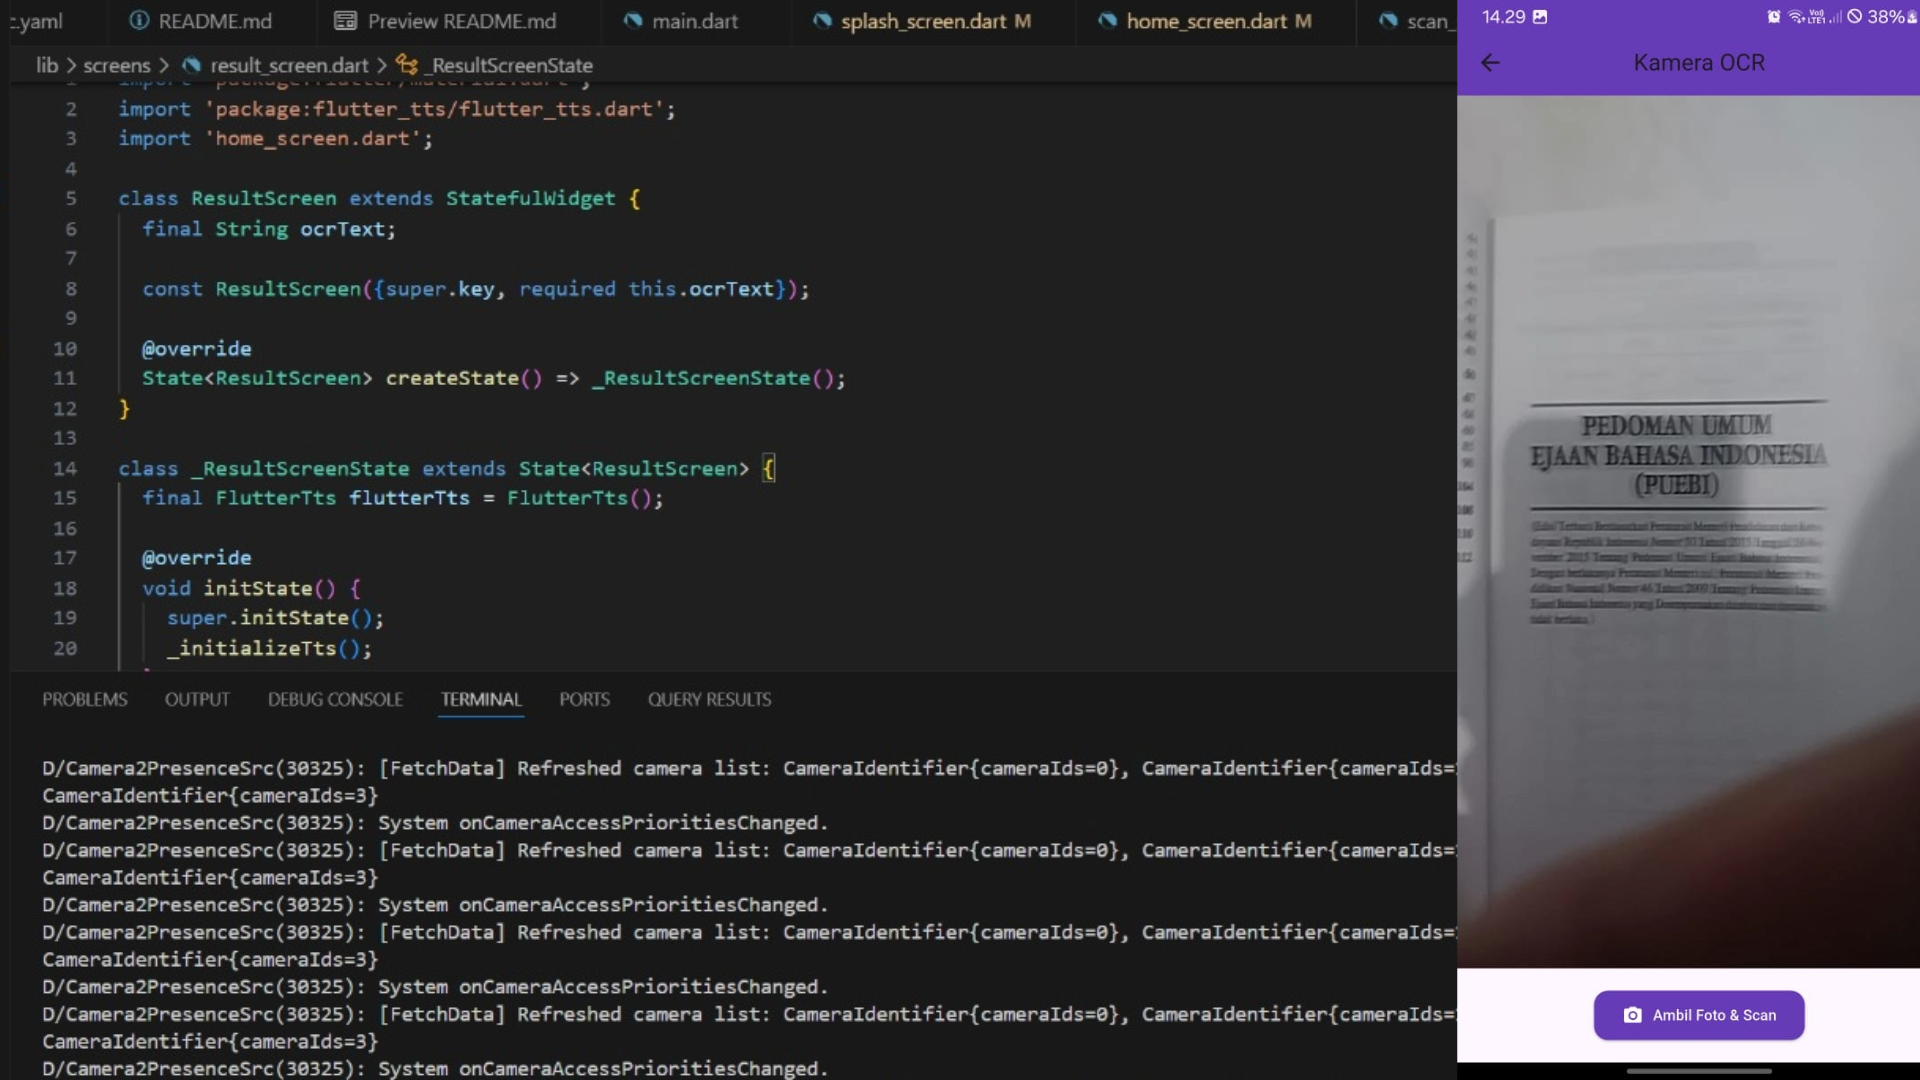 c.yaml
README.md
Preview README.md
main.dart
splash_screen.dart M
home_screen.dart M
scan_
lib > screens > result_screen.dart > _ResultScreenState
2 import 'package:flutter_tts/flutter_tts.dart';
3 import 'home_screen.dart';
4
5 class ResultScreen extends StatefulWidget {
6 final String ocrText;
7
8 const ResultScreen({super.key, required this.ocrText});
9
10 @override
11 State<ResultScreen> createState() => _ResultScreenState();
12 }
13
14 class _ResultScreenState extends State<ResultScreen> {
15 final FlutterTts flutterTts = FlutterTts();
16
17 @override
18 void initState() {
19 super.initState();
20 _initializeTts();
PROBLEMS OUTPUT DEBUG CONSOLE TERMINAL PORTS QUERY RESULTS
D/Camera2PresenceSrc(30325): [FetchData] Refreshed camera list: CameraIdentifier{cameraIds=0}, CameraIdentifier{cameraIds=
CameraIdentifier{cameraIds=3}
D/Camera2PresenceSrc(30325): System onCameraAccessPrioritiesChanged.
D/Camera2PresenceSrc(30325): [FetchData] Refreshed camera list: CameraIdentifier{cameraIds=0}, CameraIdentifier{cameraIds=
CameraIdentifier{cameraIds=3}
D/Camera2PresenceSrc(30325): System onCameraAccessPrioritiesChanged.
D/Camera2PresenceSrc(30325): [FetchData] Refreshed camera list: CameraIdentifier{cameraIds=0}, CameraIdentifier{cameraIds=
CameraIdentifier{cameraIds=3}
D/Camera2PresenceSrc(30325): System onCameraAccessPrioritiesChanged.
D/Camera2PresenceSrc(30325): [FetchData] Refreshed camera list: CameraIdentifier{cameraIds=0}, CameraIdentifier{cameraIds=
CameraIdentifier{cameraIds=3}
D/Camera2PresenceSrc(30325): System onCameraAccessPrioritiesChanged.
14.29
38%
Kamera OCR
PEDOMAN UMUM
EJAAN BAHASA INDONESIA
(PUEBI)
Ambil Foto & Scan